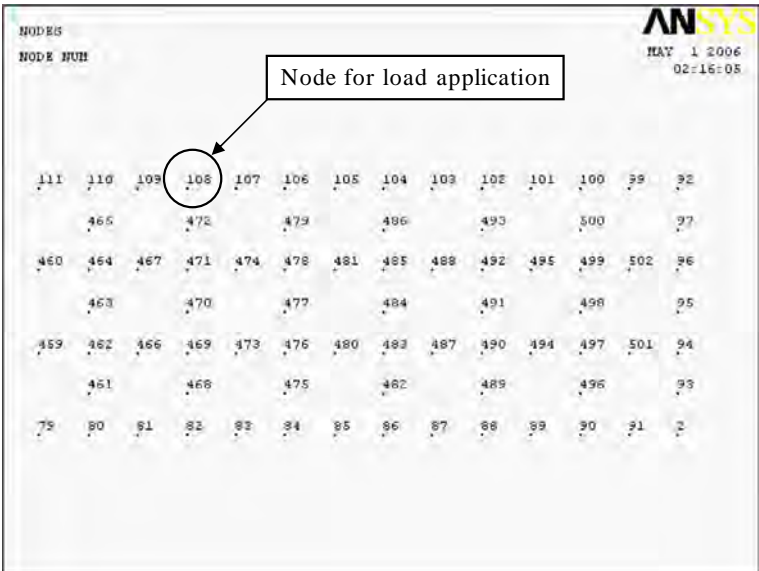 NODES
NODE NUM
ANSYS
MAY 1 2006
02:16:05
Node for load application
111 110 109 108 107 106 105 104 103 102 101 100 99 92
465 472 479 486 493 500 97
460 464 467 471 474 478 481 485 488 492 495 499 502 96
463 470 477 484 491 498 95
459 462 466 469 473 476 480 483 487 490 494 497 501 94
461 468 475 482 489 496 93
79 80 81 82 83 84 85 86 87 88 89 90 91 2